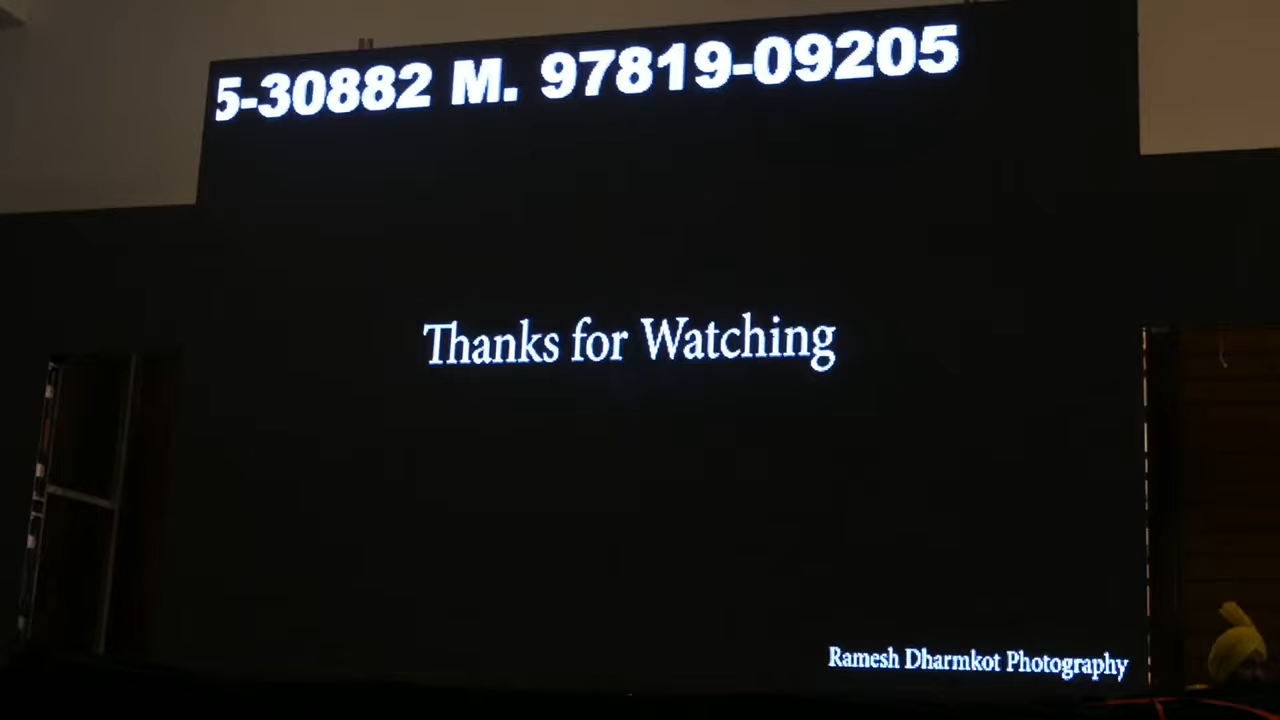 5-30882 M. 97819-09205
Thanks for Watching
Ramesh Dharmkot Photography